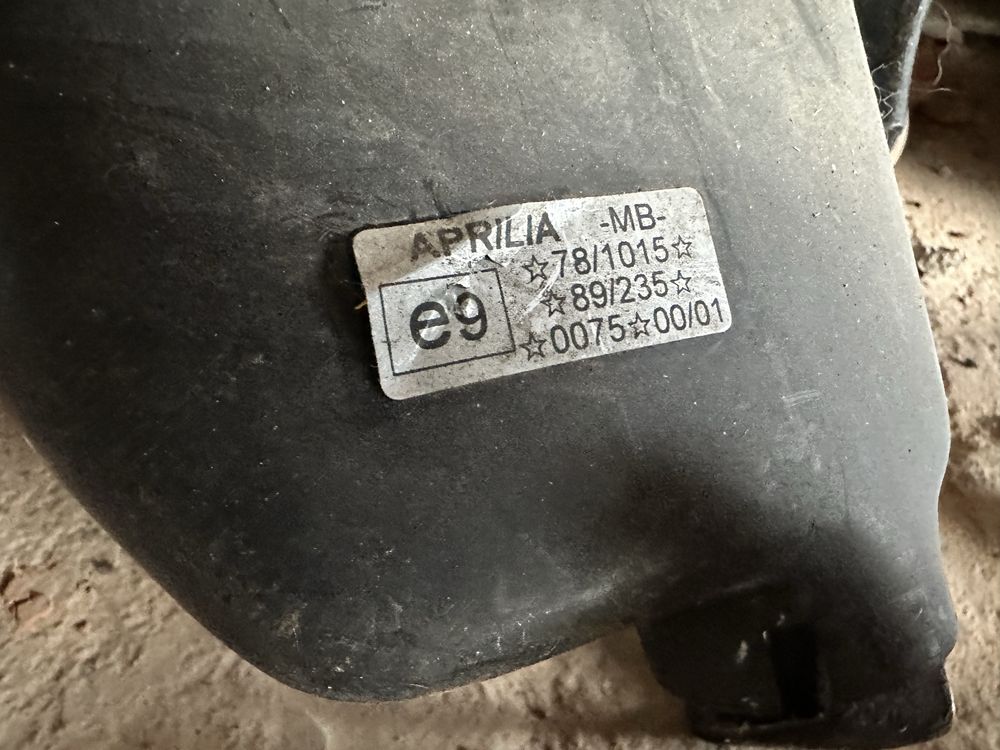 APRILIA -MB-
e9
☆78/1015☆
☆89/235☆
☆0075☆00/01